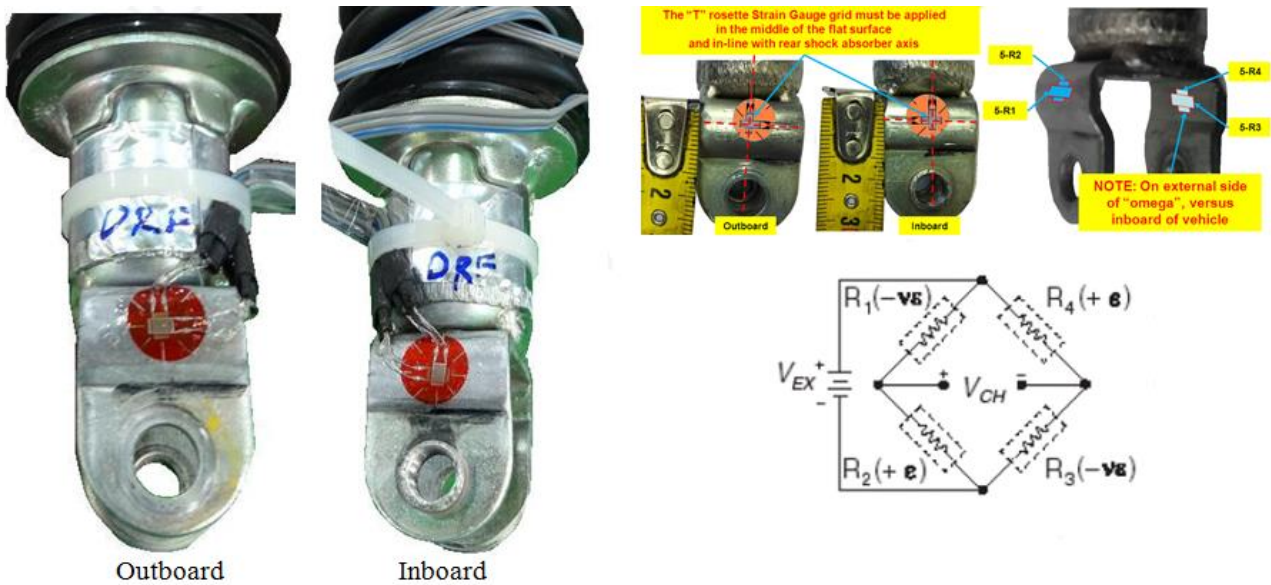 DRF
Outboard
DRF
Inboard
The "T" rosette Strain Gauge grid must be applied
in the middle of the flat surface
and in-line with rear shock absorber axis
2
Outboard
2
3
Inboard
5-R2
5-R1
5-R4
5-R3
NOTE: On external side
of "omega", versus
inboard of vehicle
R1(-νε)
R4(+ε)
VEX
+
−
+
VCH
−
R2(+ε)
R3(-νε)